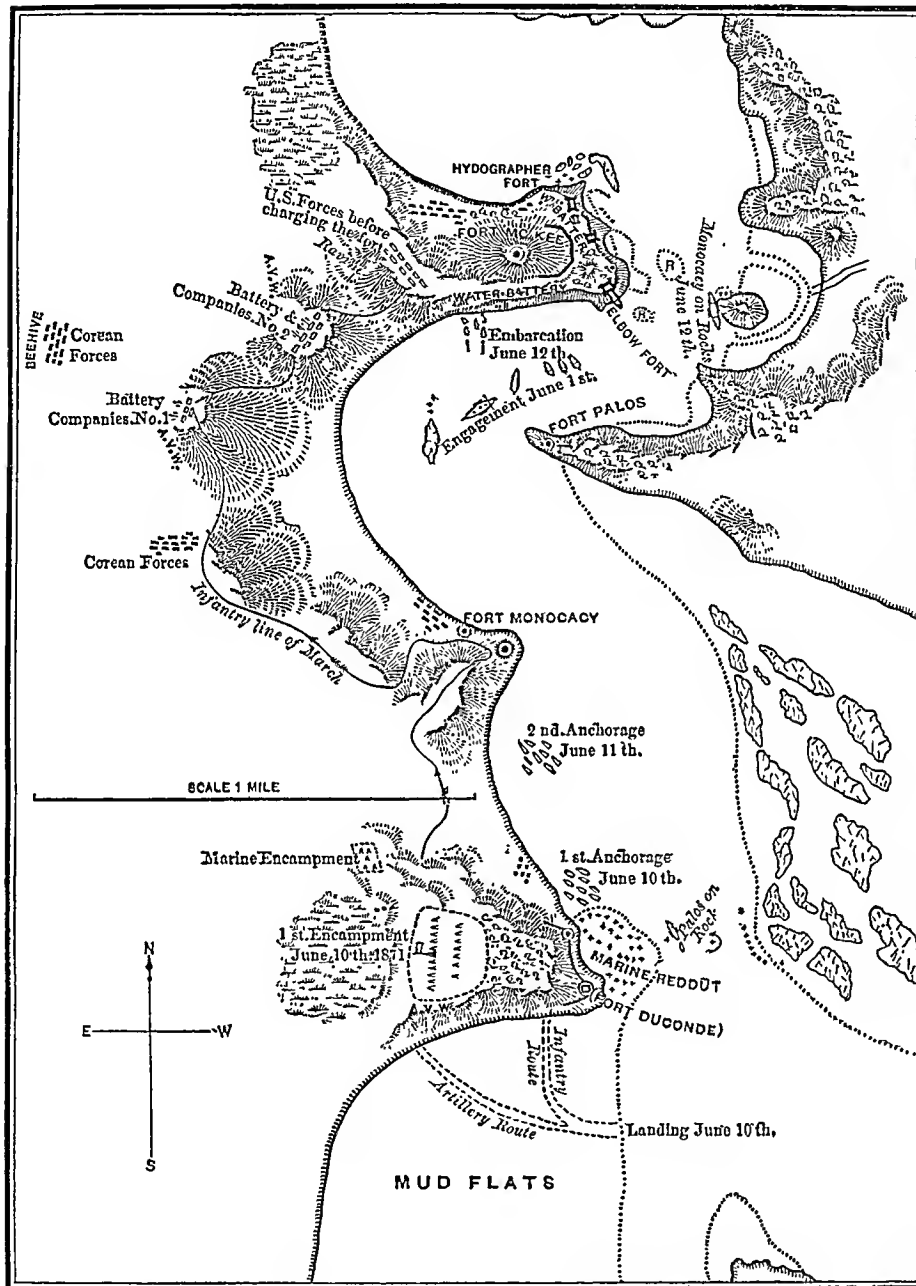 HYDOGRAPHER
FORT
U.S. Forces before
charging the fort
FORT MCKEE
BATTERY
A.V.W.
Battery &
Companies. No. 2
WATER-BATTERY
ELBOW FORT
R
R
Monocacy on Rocks
June 12th.
BEEHIVE
Corean
Forces
Embarcation
June 12th.
Engagement June 1st.
Battery
Companies. No. 1
A.V.W.
FORT PALOS
Corean Forces
Infantry line of March
FORT MONOCACY
2nd. Anchorage
June 11th.
SCALE 1 MILE
Marine Encampment
1st. Anchorage
June 10th.
Palos on
Rock
1st. Encampment
June, 10th: 1871.
MARINE REDDŪT
(FORT DUCONDE)
A.V.W.
N
E
W
S
Infantry
Route
Artillery Route
Landing June 10th.
MUD FLATS